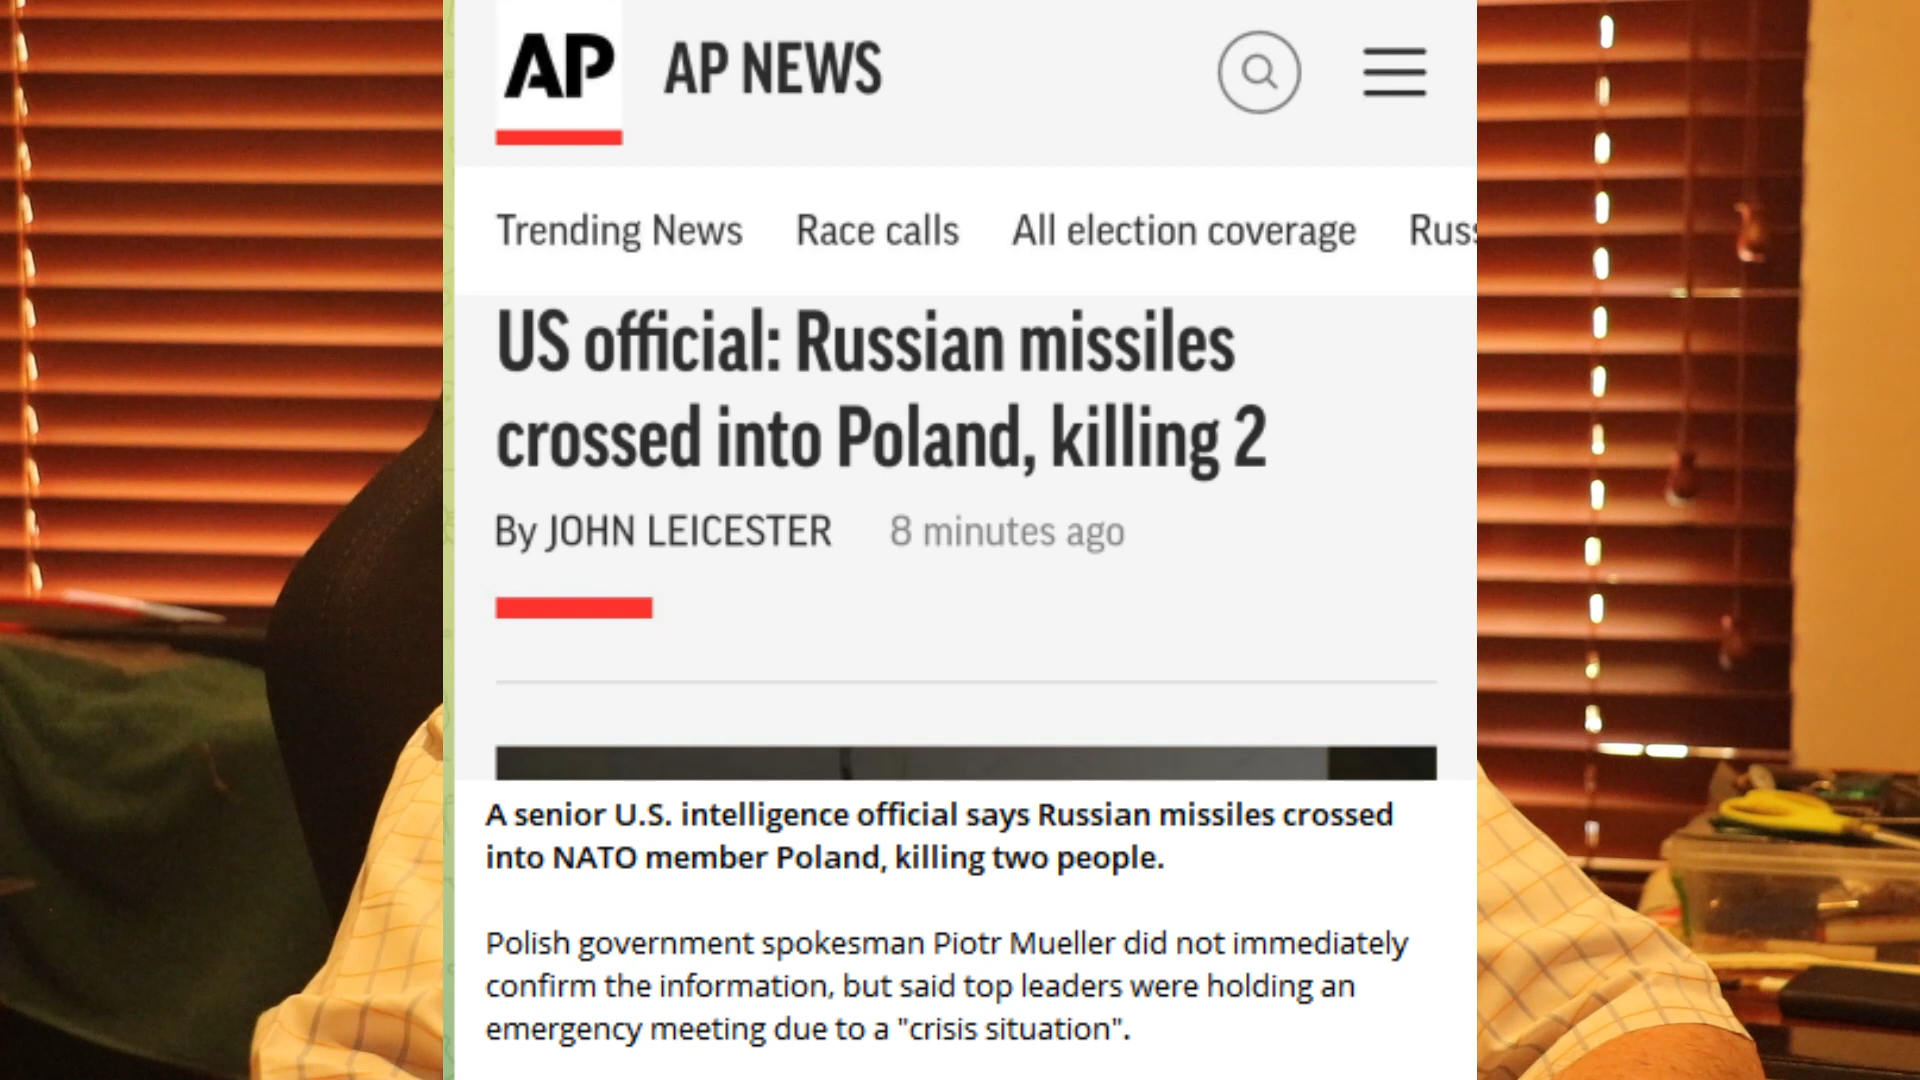 AP AP NEWS
Trending News Race calls All election coverage Russ
US official: Russian missiles
crossed into Poland, killing 2
By JOHN LEICESTER 8 minutes ago
A senior U.S. intelligence official says Russian missiles crossed
into NATO member Poland, killing two people.
Polish government spokesman Piotr Mueller did not immediately
confirm the information, but said top leaders were holding an
emergency meeting due to a "crisis situation".